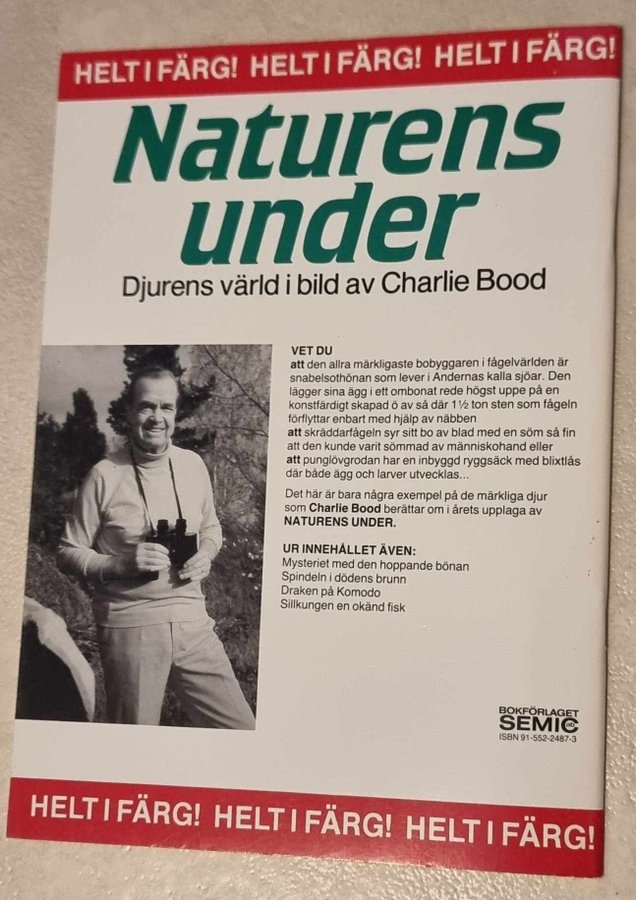 HELT I FÄRG! HELT I FÄRG! HELT I FÄRG!
Naturens
under
Djurens värld i bild av Charlie Bood
VET DU
att den allra märkligaste bobyggaren i fågelvärlden är
snabelsothönan som lever i Andernas kalla sjöar. Den
lägger sina ägg i ett ombonat rede högst uppe på en
konstfärdigt skapad ö av så där 1½ ton sten som fågeln
förflyttar enbart med hjälp av näbben
att skräddarfågeln syr sitt bo av blad med en söm så fin
att den kunde varit sömmad av människohand eller
att punglövgrodan har en inbyggd ryggsäck med blixtlås
där både ägg och larver utvecklas...
Det här är bara några exempel på de märkliga djur
som Charlie Bood berättar om i årets upplaga av
NATURENS UNDER.
UR INNEHÅLLET ÄVEN:
Mysteriet med den hoppande bönan
Spindeln i dödens brunn
Draken på Komodo
Sillkungen en okänd fisk
BOKFÖRLAGET
SEMIC ab
ISBN 91-552-2487-3
HELT I FÄRG! HELT I FÄRG! HELT I FÄRG!